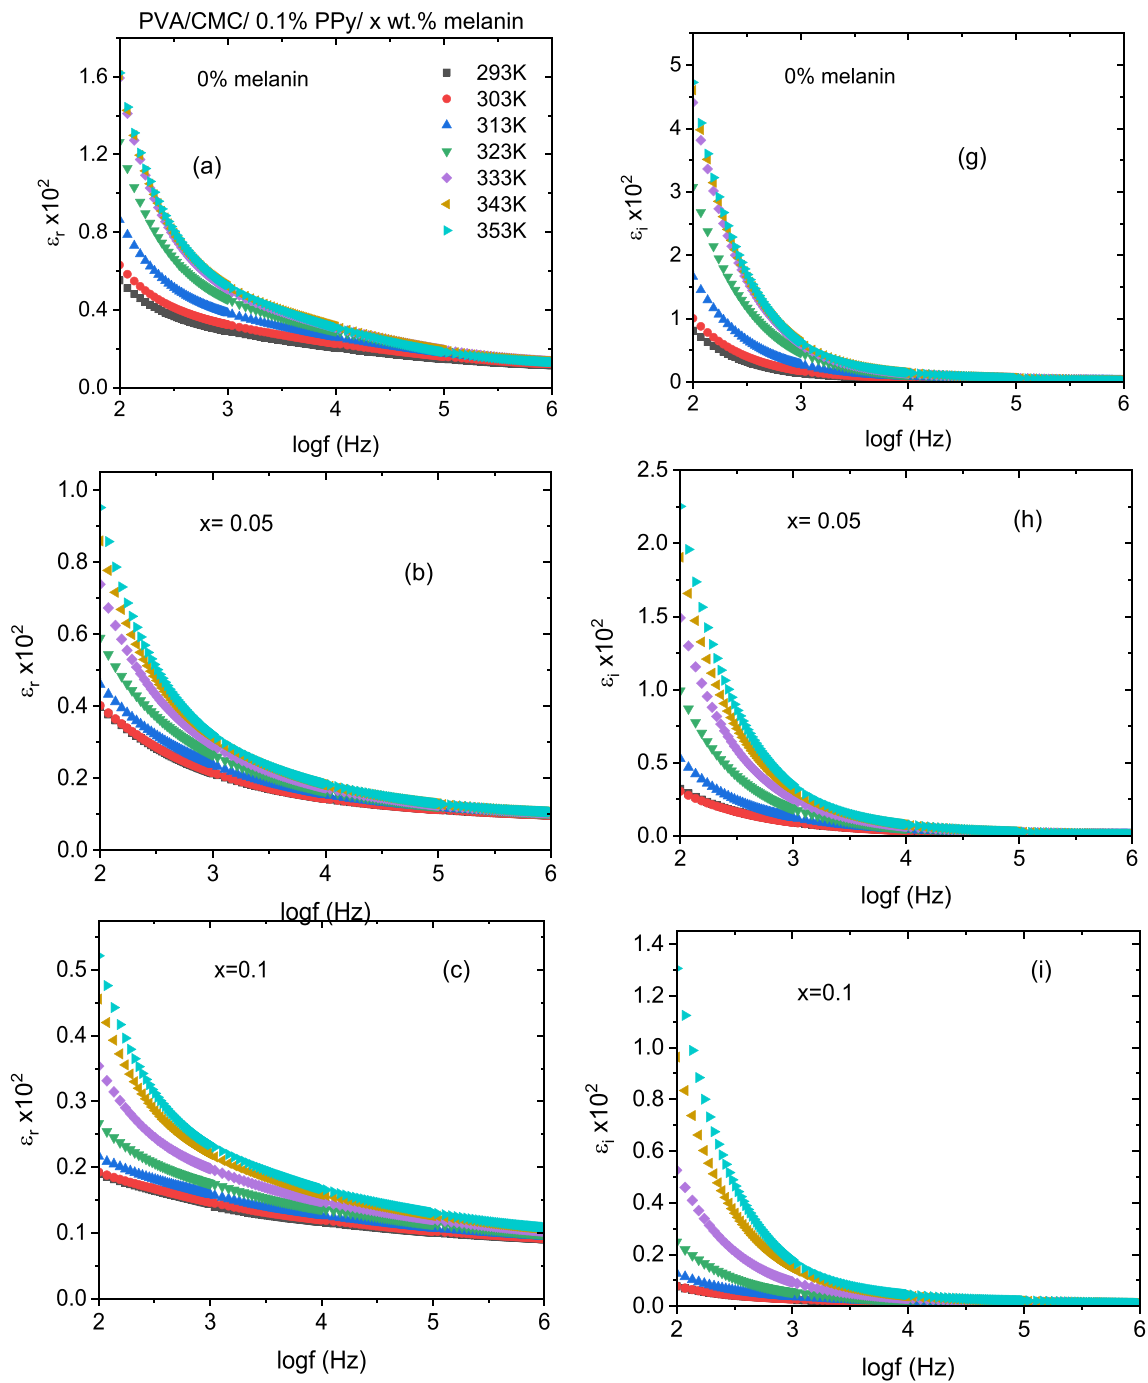 PVA/CMC/ 0.1% PPy/ x wt.% melanin
0% melanin
(a)
293K
303K
313K
323K
333K
343K
353K
1.6
1.2
0.8
0.4
0.0
εr x10²
2 3 4 5 6
logf (Hz)
0% melanin
(g)
5
4
3
2
1
0
εi x10²
2 3 4 5 6
logf (Hz)
x= 0.05
(b)
1.0
0.8
0.6
0.4
0.2
0.0
εr x10²
2 3 4 5 6
logf (Hz)
x= 0.05
(h)
2.5
2.0
1.5
1.0
0.5
0.0
εi x10²
2 3 4 5 6
logf (Hz)
x=0.1
(c)
0.5
0.4
0.3
0.2
0.1
0.0
εr x10²
2 3 4 5 6
logf (Hz)
x=0.1
(i)
1.4
1.2
1.0
0.8
0.6
0.4
0.2
0.0
εi x10²
2 3 4 5 6
logf (Hz)